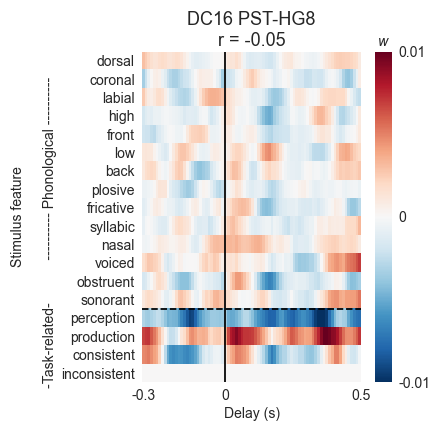 DC16 PST-HG8
r = -0.05
w
Stimulus feature
-Task-related- ---------- Phonological ----------
dorsal
coronal
labial
high
front
low
back
plosive
fricative
syllabic
nasal
voiced
obstruent
sonorant
perception
production
consistent
inconsistent
0.01
0
-0.01
-0.3
0
0.5
Delay (s)